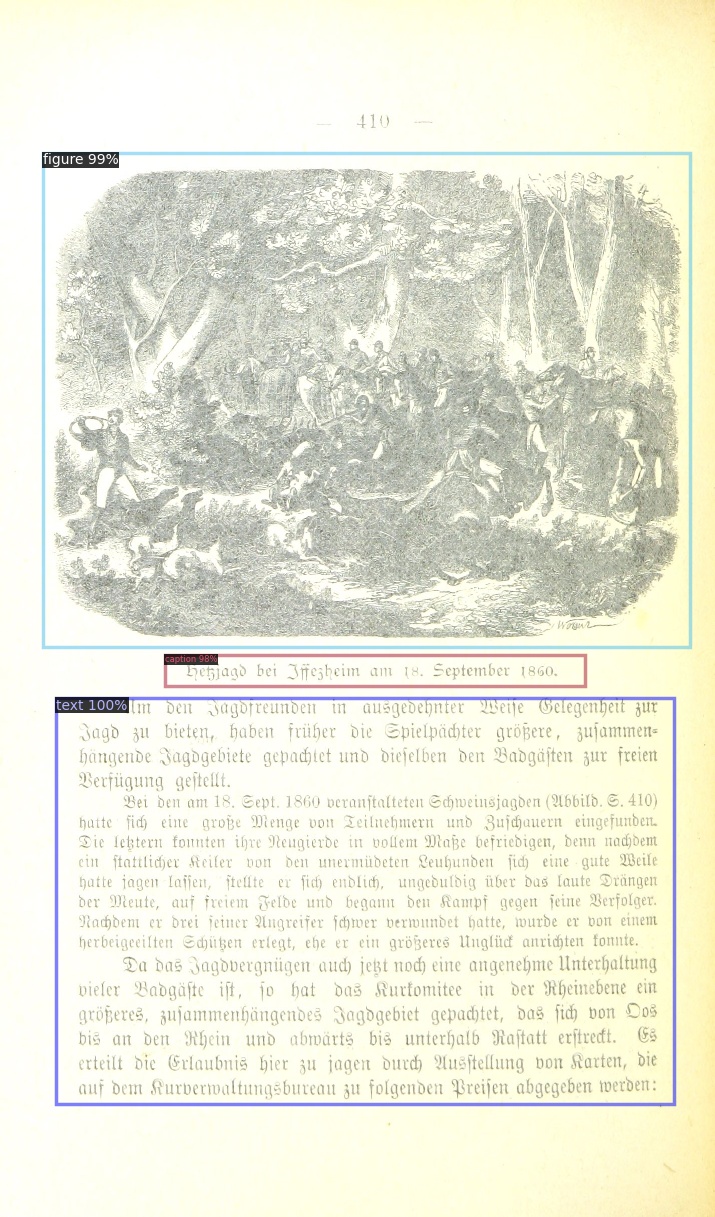 — 410 —
figure 99%
caption 98%
Hetzjagd bei Iffezheim am 18. September 1860.
text 100%
Um den Jagdfreunden in ausgedehnter Weise Gelegenheit zur
Jagd zu bieten, haben früher die Spielpächter größere, zusammen-
hängende Jagdgebiete gepachtet und dieselben den Badgästen zur freien
Verfügung gestellt.
Bei den am 18. Sept. 1860 veranstalteten Schweinsjagden (Abbild. S. 410)
hatte sich eine große Menge von Teilnehmern und Zuschauern eingefunden.
Die letztern konnten ihre Neugierde in vollem Maße befriedigen, denn nachdem
ein stattlicher Keiler von den unermüdeten Leuhunden sich eine gute Weile
hatte jagen lassen, stellte er sich endlich, ungeduldig über das laute Drängen
der Meute, auf freiem Felde und begann den Kampf gegen seine Verfolger.
Nachdem er drei seiner Angreifer schwer verwundet hatte, wurde er von einem
herbeigeeilten Schützen erlegt, ehe er ein größeres Unglück anrichten konnte.
Da das Jagdvergnügen auch jetzt noch eine angenehme Unterhaltung
vieler Badgäste ist, so hat das Kurkomitee in der Rheinebene ein
größeres, zusammenhängendes Jagdgebiet gepachtet, das sich von Oos
bis an den Rhein und abwärts bis unterhalb Rastatt erstreckt. Es
erteilt die Erlaubnis hier zu jagen durch Ausstellung von Karten, die
auf dem Kurverwaltungsbureau zu folgenden Preisen abgegeben werden: